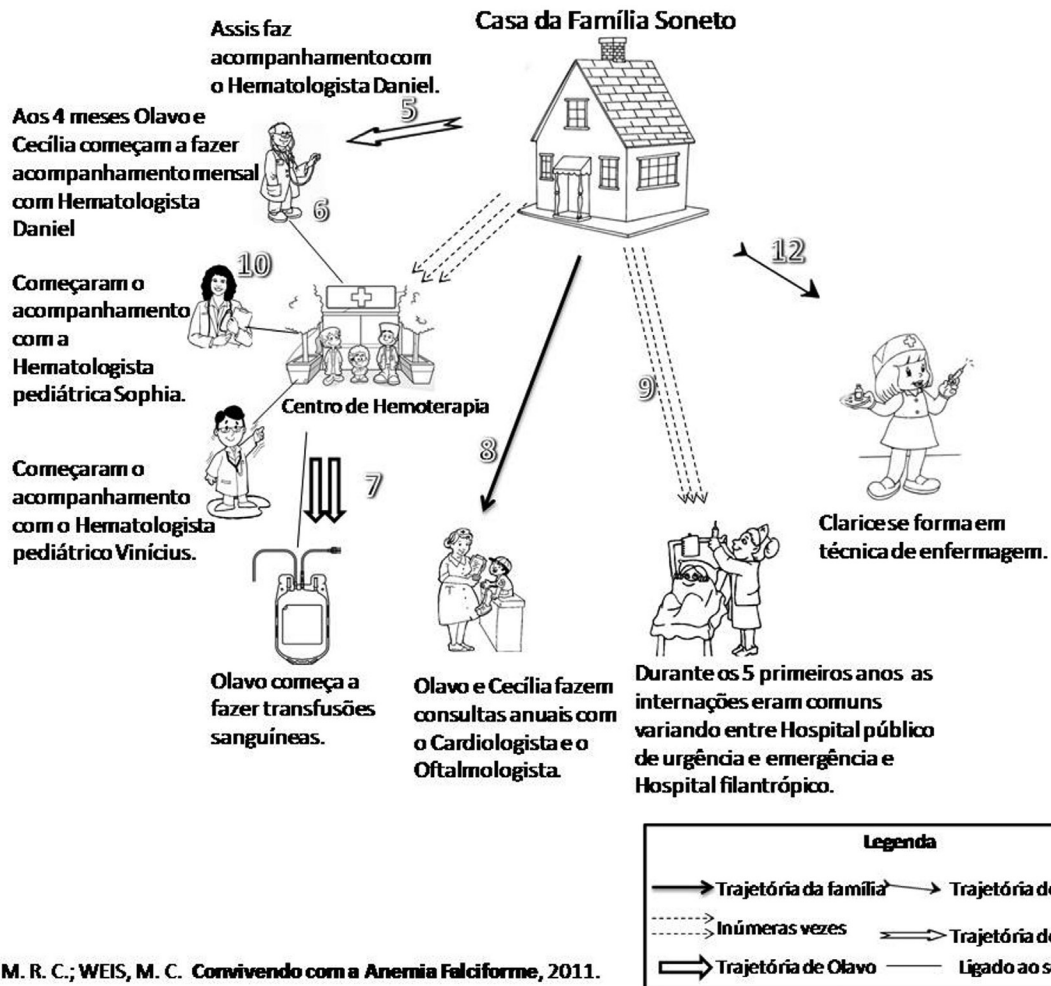 Casa da Família Soneto
Assis faz
acompanhamento com
o Hematologista Daniel.
5
Aos 4 meses Olavo e
Cecília começam a fazer
acompanhamento mensal
com Hematologista
Daniel
6
12
10
Começaram o
acompanhamento
com a
Hematologista
pediátrica Sophia.
Centro de Hemoterapia
9
8
7
Começaram o
acompanhamento
com o Hematologista
pediátrico Vinícius.
Clarice se forma em
técnica de enfermagem.
Olavo começa a
fazer transfusões
sanguíneas.
Olavo e Cecília fazem
consultas anuais com
o Cardiologista e o
Oftalmologista.
Durante os 5 primeiros anos as
internações eram comuns
variando entre Hospital público
de urgência e emergência e
Hospital filantrópico.
Legenda
Trajetória da família Trajetória
Inúmeras vezes Trajetória
Trajetória de Olavo Ligado ao
M. R. C.; WEIS, M. C. Convivendo com a Anemia Falciforme, 2011.